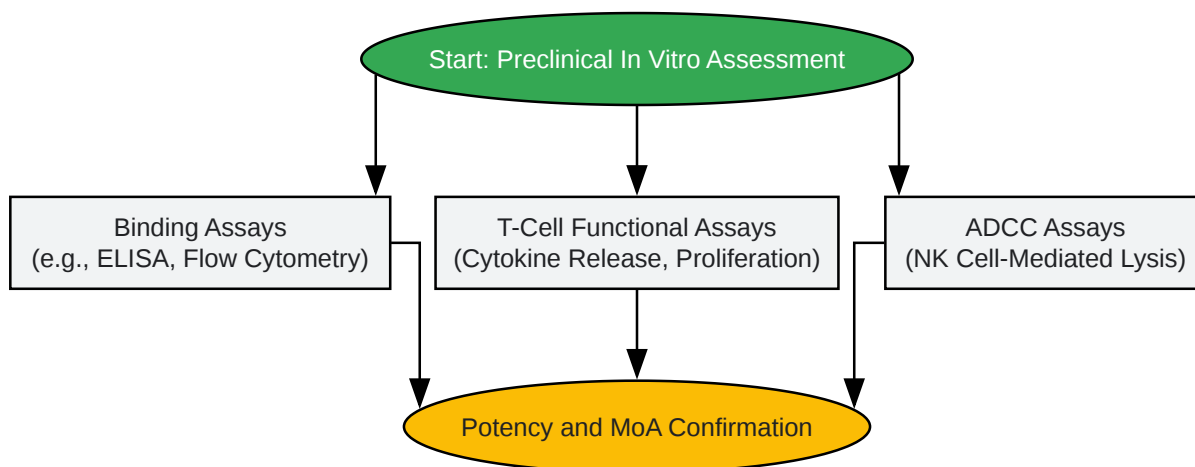 Start: Preclinical In Vitro Assessment
Binding Assays
(e.g., ELISA, Flow Cytometry)
T-Cell Functional Assays
(Cytokine Release, Proliferation)
ADCC Assays
(NK Cell-Mediated Lysis)
Potency and MoA Confirmation